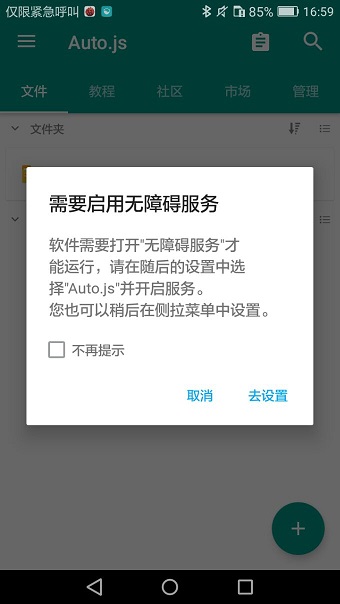 仅限紧急呼叫 85% 16:59
Auto.js
文件 教程 社区 市场 管理
文件夹
需要启用无障碍服务
软件需要打开"无障碍服务"才
能运行，请在随后的设置中选
择"Auto.js"并开启服务。
您也可以稍后在侧拉菜单中设置。
不再提示
取消 去设置